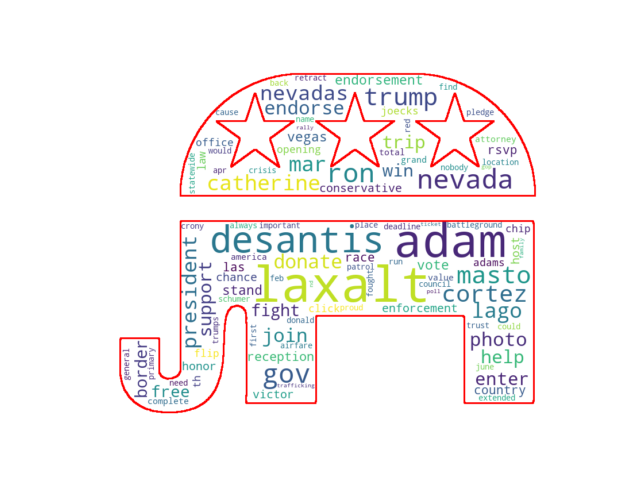 back retract endorsement find
nevadas trump
endorse joecks
cause name pledge
rally red
office vegas trip attorney
would opening total rsvp
statewide law mar grand location
apr crisis ron win nobody
catherine nevada
conservative
crony always important place deadline ticket battleground
desantis adam chip
president america donate race host family
las patrol run vote adams
support chance feb laxalt fought value masto
stand council
schumer poll cortez
fight click proud enforcement lago
trumps donald trust could
first join photo
airfare
general border primary flip reception help
honor gov june
need th trafficking enter
free victor country
complete extended